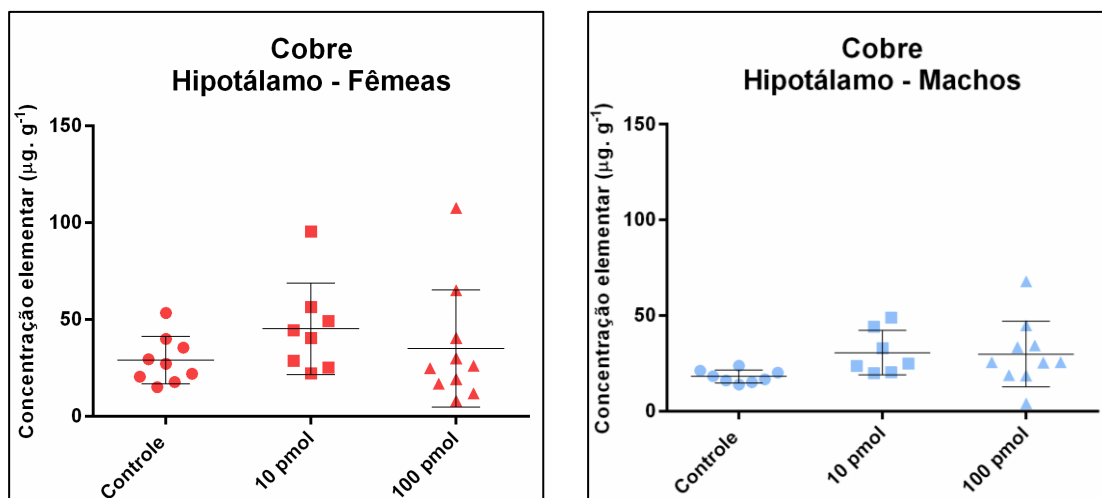 Cobre
Hipotálamo - Fêmeas
Concentração elementar (μg. g-1)
150
100
50
0
Controle
10 pmol
100 pmol
Cobre
Hipotálamo - Machos
Concentração elementar (μg. g-1)
150
100
50
0
Controle
10 pmol
100 pmol